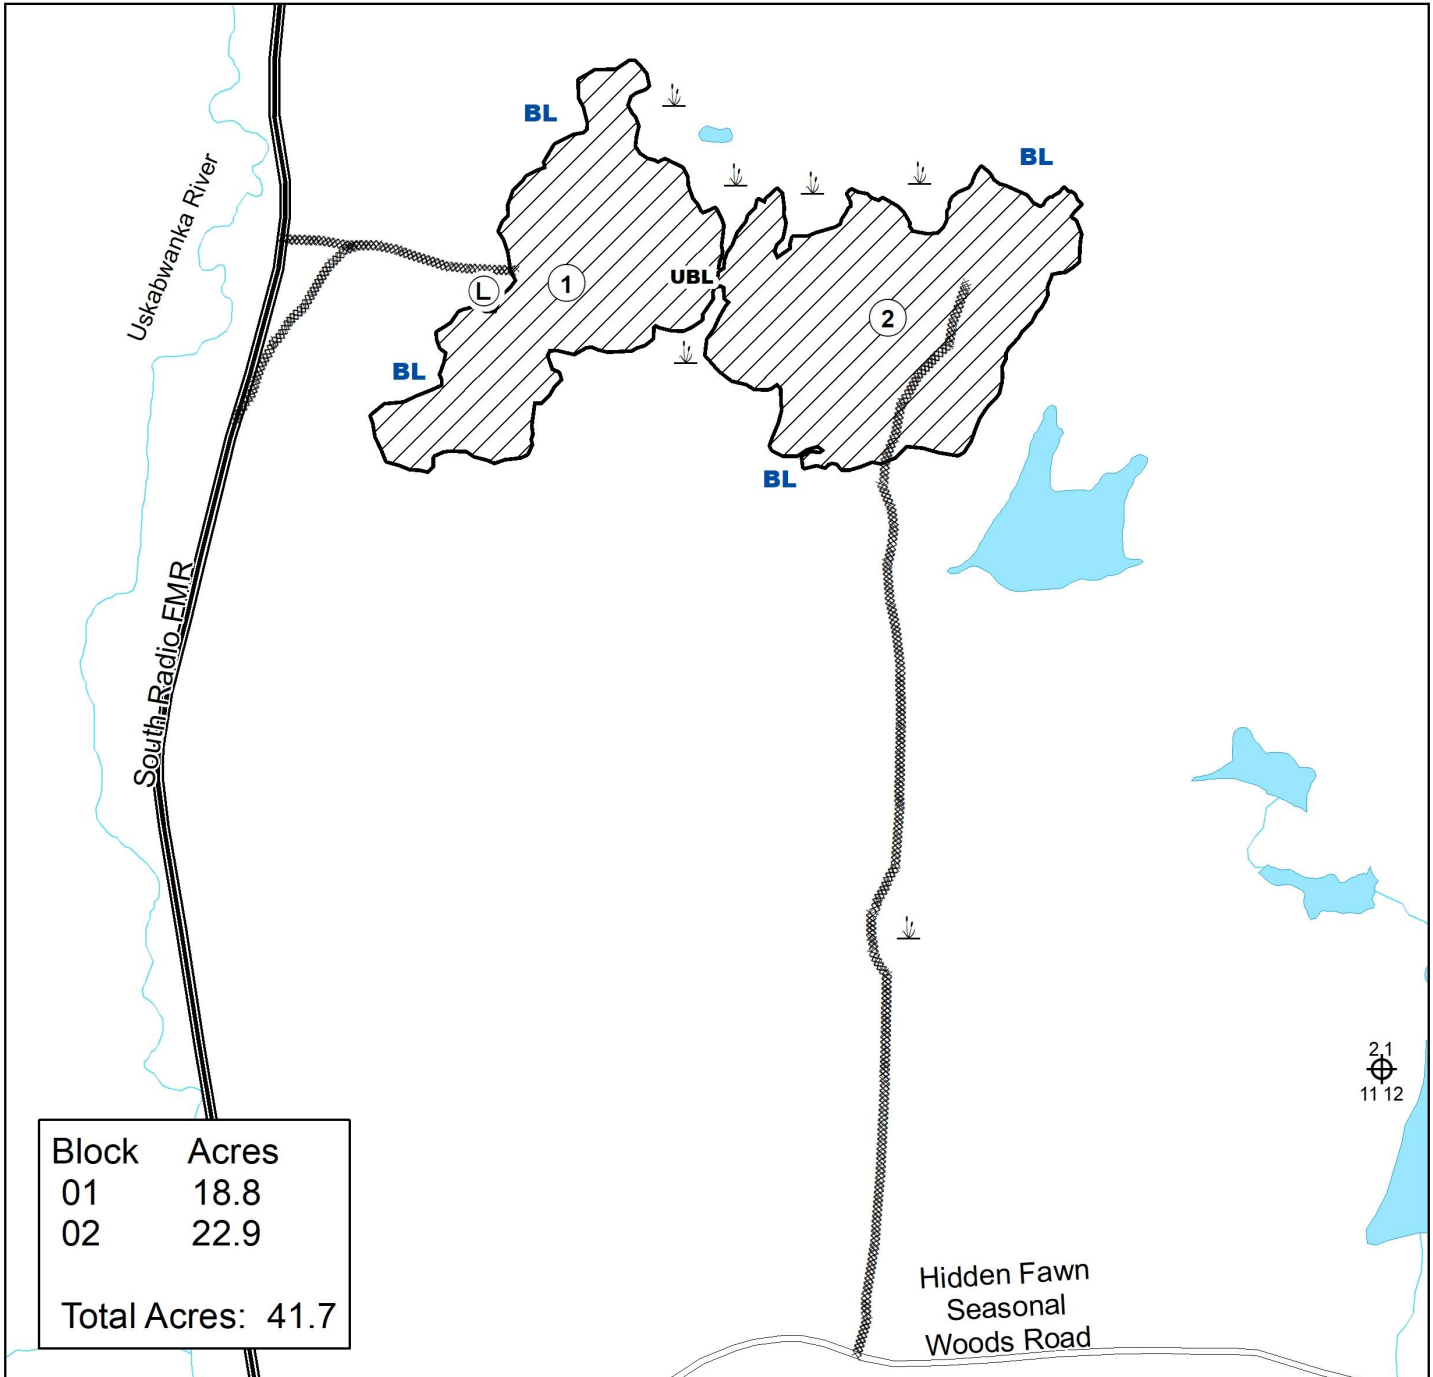 BL
BL
Uskabwanka River
UBL
1
L
2
BL
BL
South Radio FMR
2 1
11 12
Block Acres
01 18.8
02 22.9
Total Acres: 41.7
Hidden Fawn
Seasonal
Woods Road